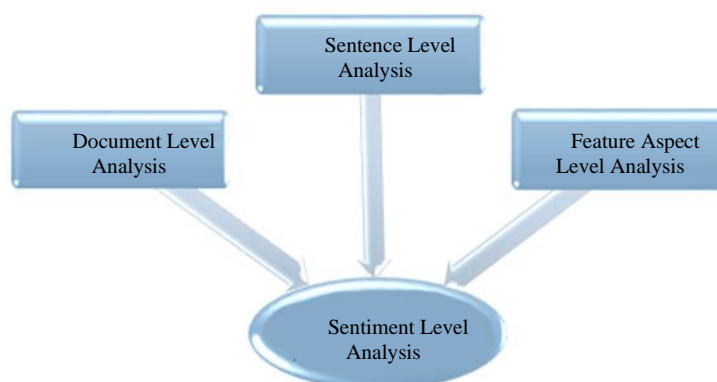 Sentence Level
Analysis
Document Level
Analysis
Feature Aspect
Level Analysis
Sentiment Level
Analysis